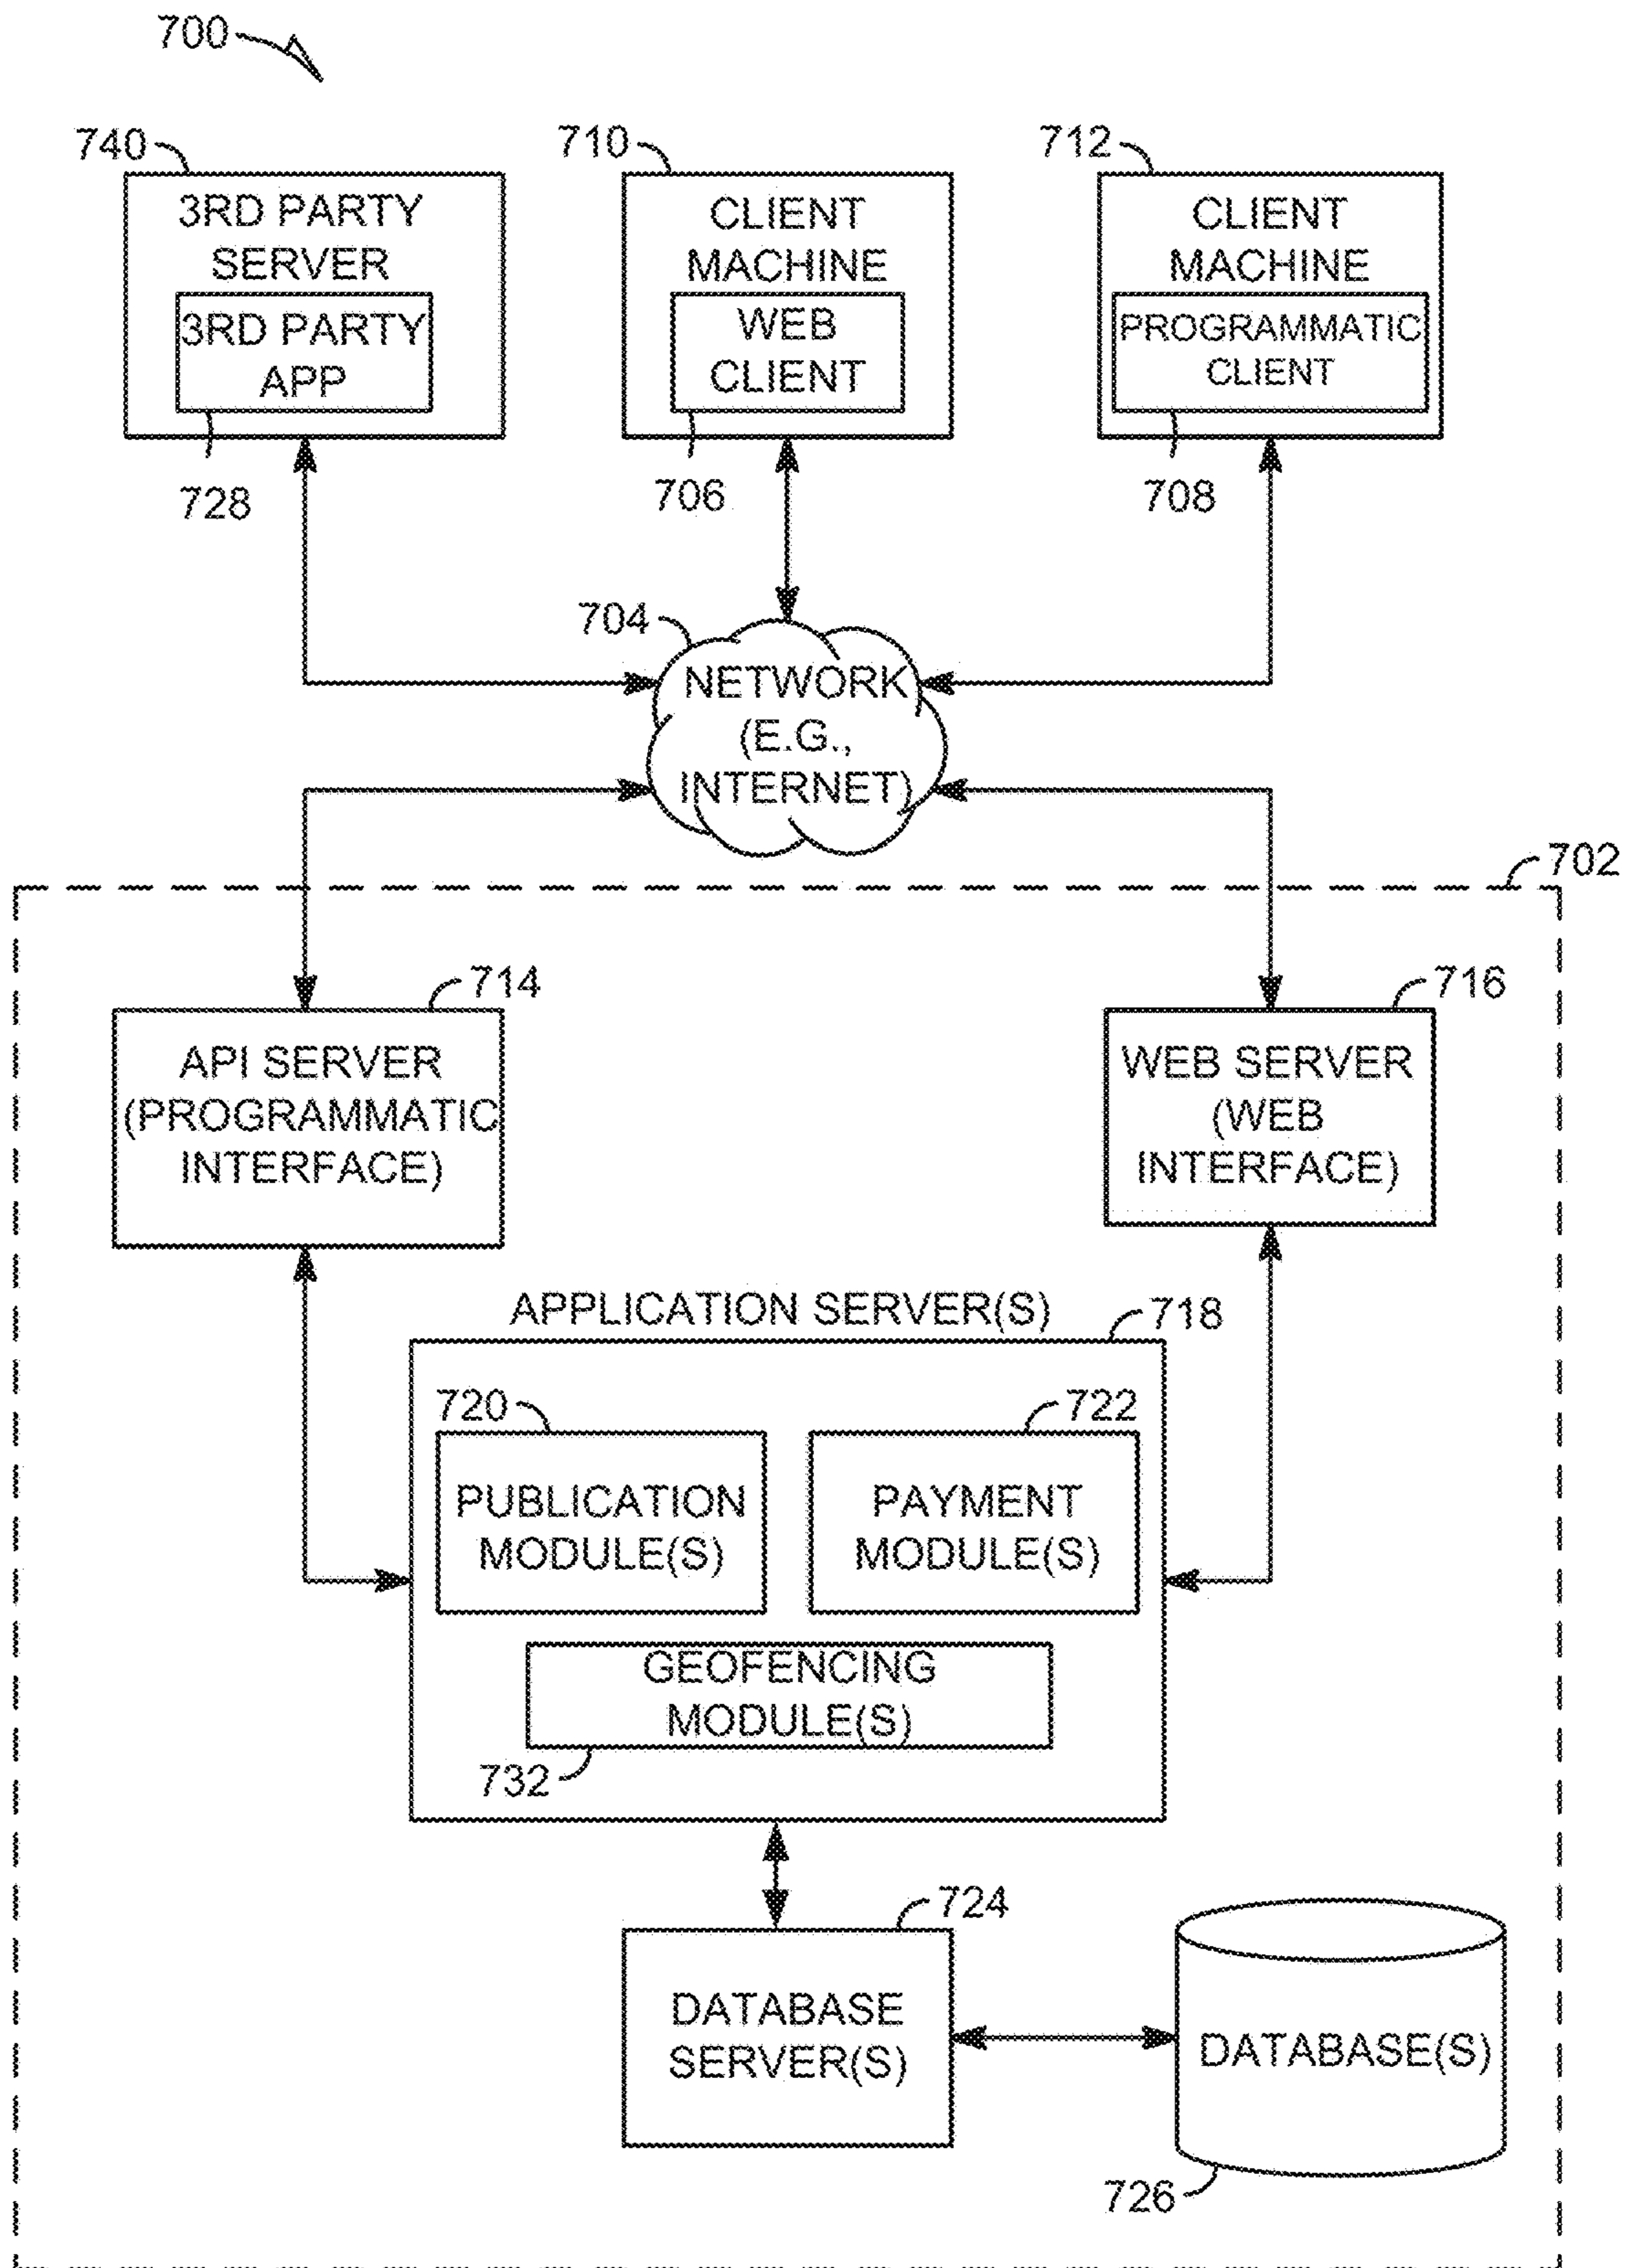 700
740
710
712
3RD PARTY
SERVER
3RD PARTY
APP
CLIENT
MACHINE
WEB
CLIENT
CLIENT
MACHINE
PROGRAMMATIC
CLIENT
728
706
708
704
NETWORK
(E.G.,
INTERNET)
702
714
716
API SERVER
(PROGRAMMATIC
INTERFACE)
WEB SERVER
(WEB
INTERFACE)
APPLICATION SERVER(S)
718
720
722
PUBLICATION
MODULE(S)
PAYMENT
MODULE(S)
GEOFENCING
MODULE(S)
732
724
DATABASE
SERVER(S)
DATABASE(S)
726